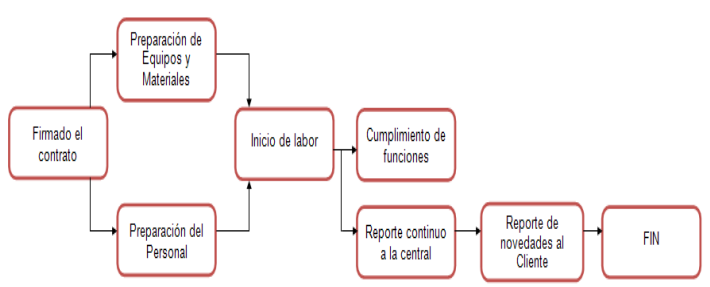 Preparación de
Equipos y
Materiales
Firmado el
contrato
Inicio de labor
Cumplimiento de
funciones
Preparación del
Personal
Reporte continuo
a la central
Reporte de
novedades al
Cliente
FIN